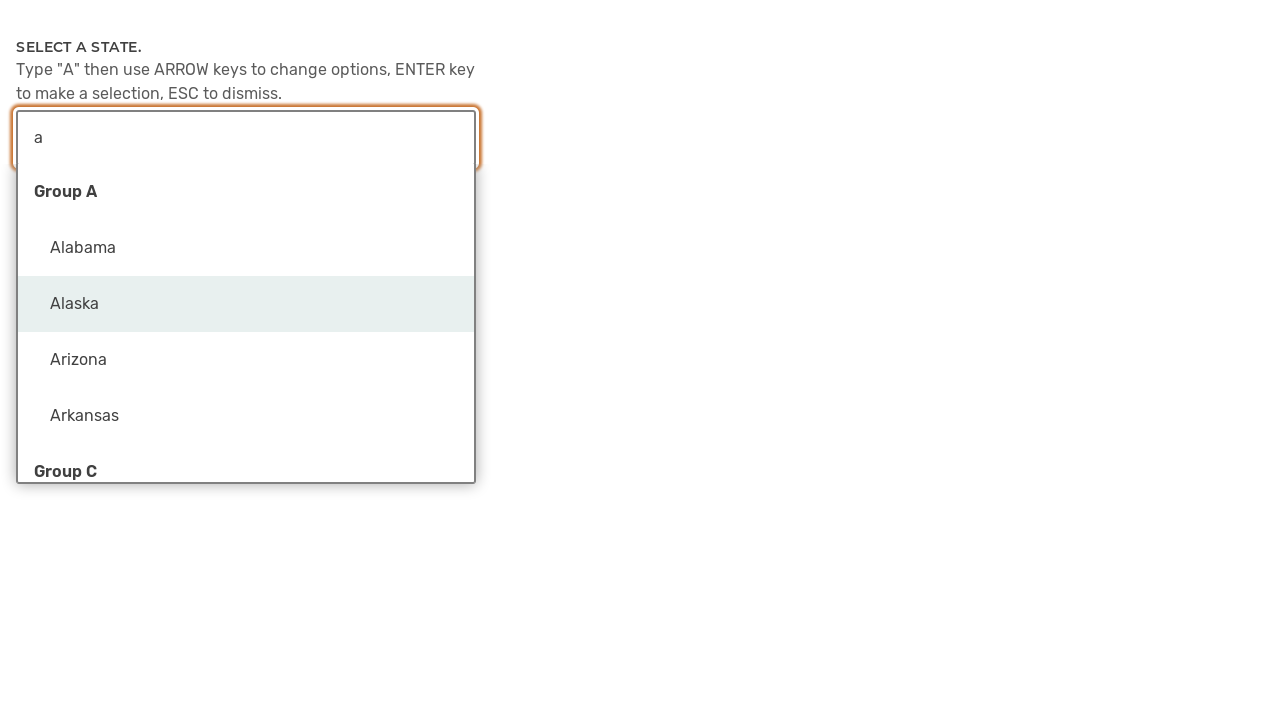 SELECT A STATE.
Type "A" then use ARROW keys to change options, ENTER key
to make a selection, ESC to dismiss.
a
Group A
Alabama
Alaska
Arizona
Arkansas
Group C